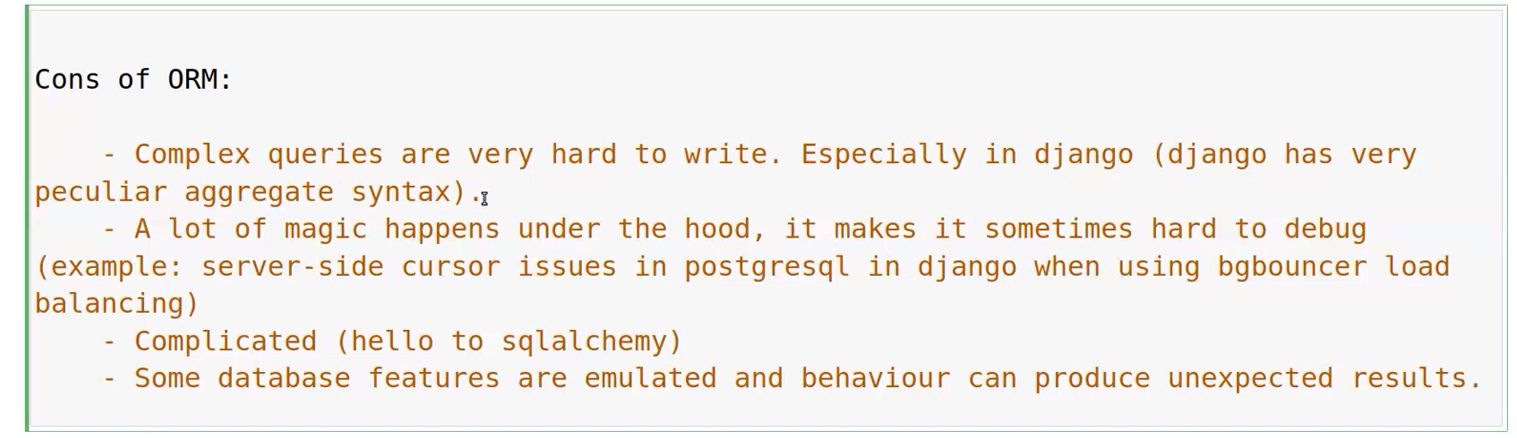 Cons of ORM:
- Complex queries are very hard to write. Especially in django (django has very
peculiar aggregate syntax).
- A lot of magic happens under the hood, it makes it sometimes hard to debug
(example: server-side cursor issues in postgresql in django when using bgbouncer load
balancing)
- Complicated (hello to sqlalchemy)
- Some database features are emulated and behaviour can produce unexpected results.